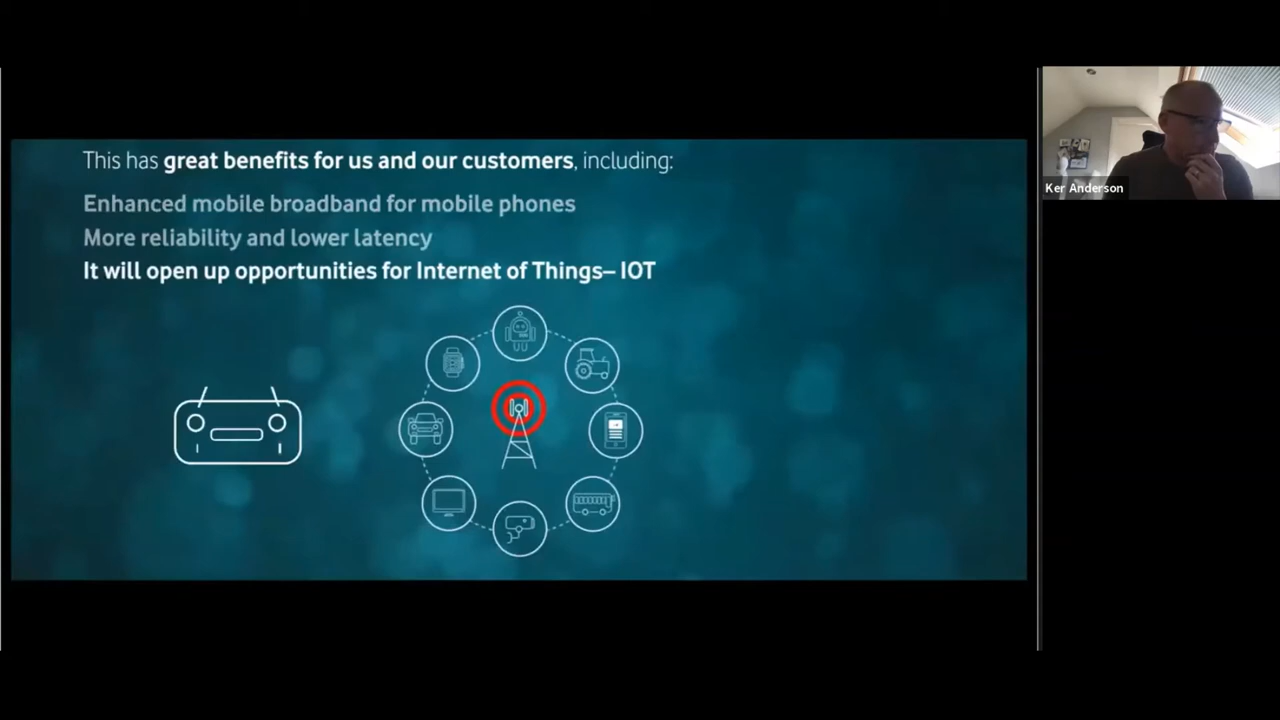 This has great benefits for us and our customers, including:
Enhanced mobile broadband for mobile phones
More reliability and lower latency
It will open up opportunities for Internet of Things– IOT
Ker Anderson